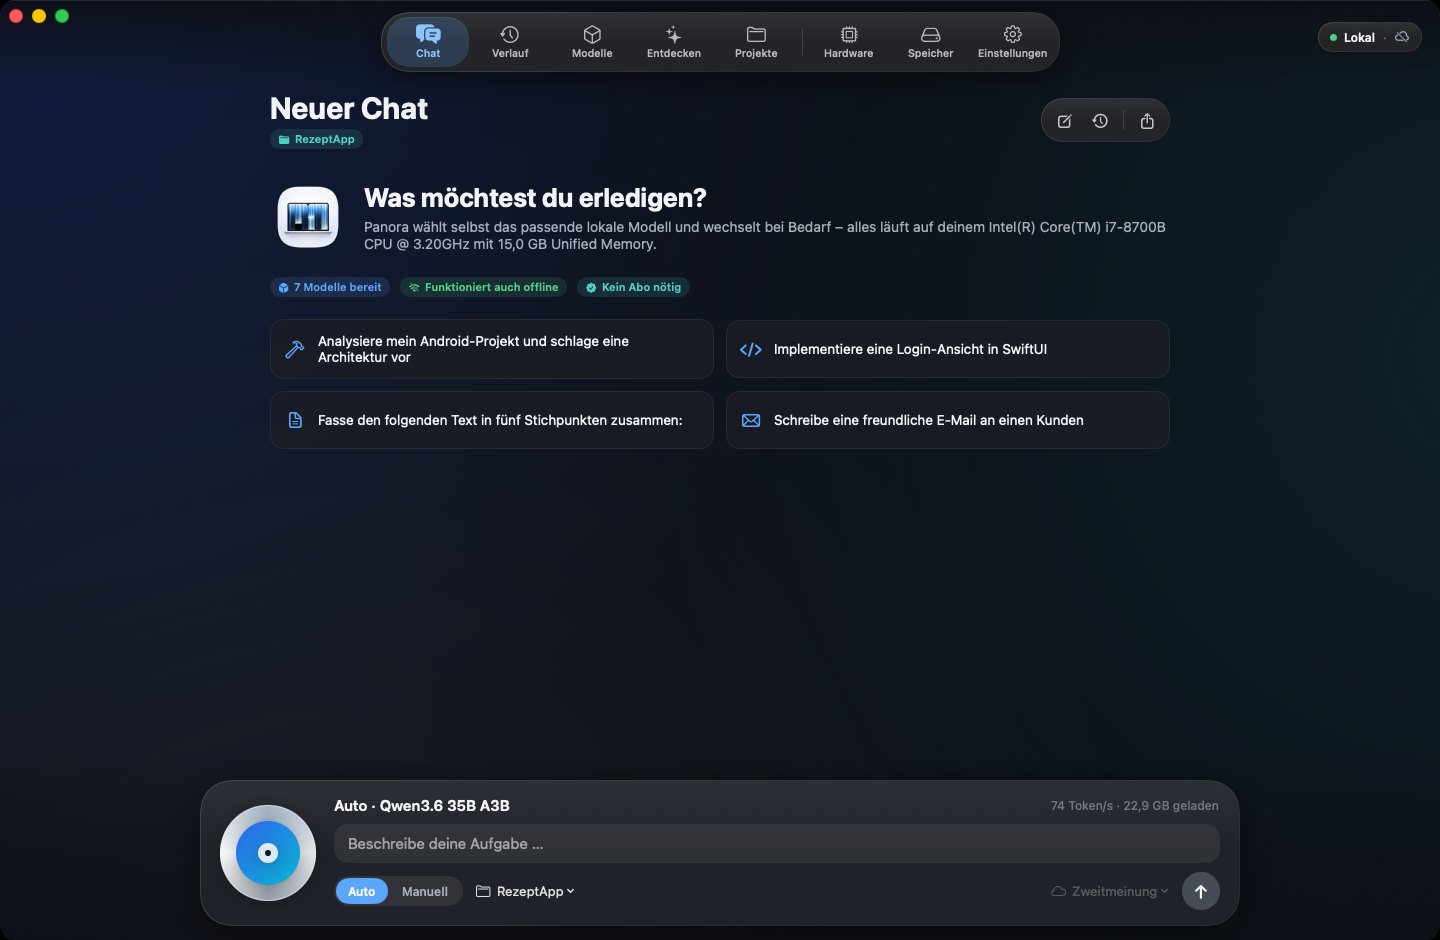 Chat
Verlauf
Modelle
Entdecken
Projekte
Hardware
Speicher
Einstellungen
Lokal ·
Neuer Chat
RezeptApp
Was möchtest du erledigen?
Panora wählt selbst das passende lokale Modell und wechselt bei Bedarf – alles läuft auf deinem Intel(R) Core(TM) i7-8700B
CPU @ 3.20GHz mit 15,0 GB Unified Memory.
7 Modelle bereit
Funktioniert auch offline
Kein Abo nötig
Analysiere mein Android-Projekt und schlage eine
Architektur vor
Implementiere eine Login-Ansicht in SwiftUI
Fasse den folgenden Text in fünf Stichpunkten zusammen:
Schreibe eine freundliche E-Mail an einen Kunden
Auto · Qwen3.6 35B A3B
74 Token/s · 22,9 GB geladen
Beschreibe deine Aufgabe ...
Auto
Manuell
RezeptApp
Zweitmeinung